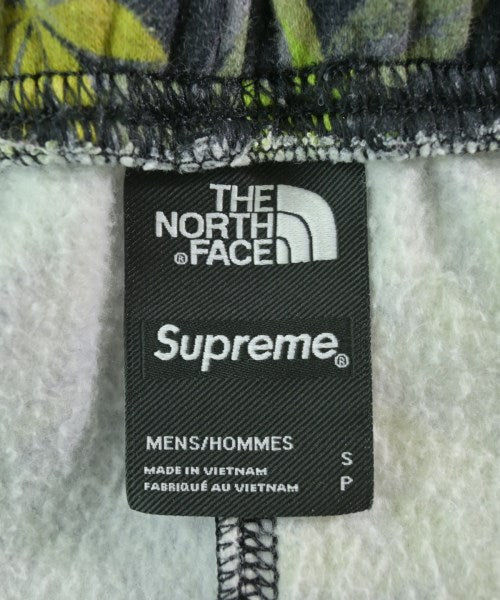 THE
NORTH
®FACE
Supreme®
MENS/HOMMES
S
MADE IN VIETNAM
FABRIQUÉ AU VIETNAM
P